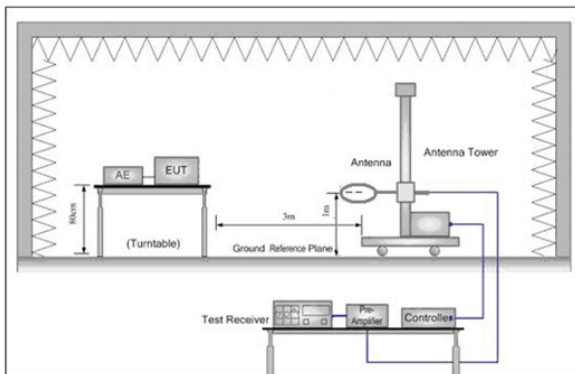 Antenna
Antenna Tower
AE
EUT
80cm
(Turntable)
3m
1m
Ground Reference Plane
Test Receiver
Pre-
Amplifier
Controller